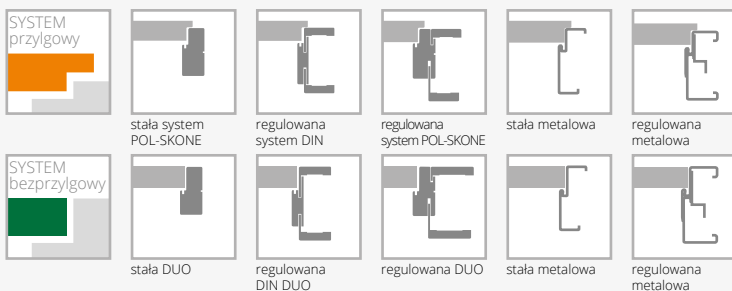 SYSTEM
przylgowy
stała system
POL-SKONE
regulowana
system DIN
regulowana
system POL-SKONE
stała metalowa
regulowana
metalowa
SYSTEM
bezprzylgowy
stała DUO
regulowana
DIN DUO
regulowana DUO
stała metalowa
regulowana
metalowa